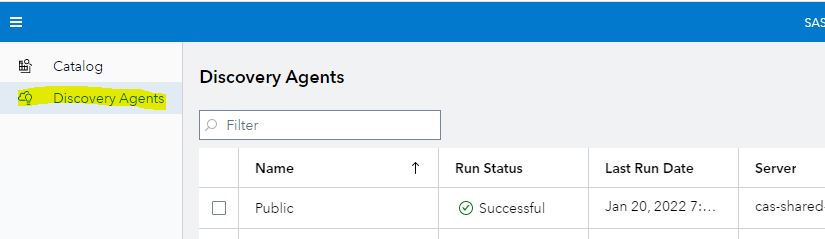 SAS
Catalog
Discovery Agents
Discovery Agents
Filter
Name Run Status Last Run Date Server
Public Successful Jan 20, 2022 7:... cas-shared-